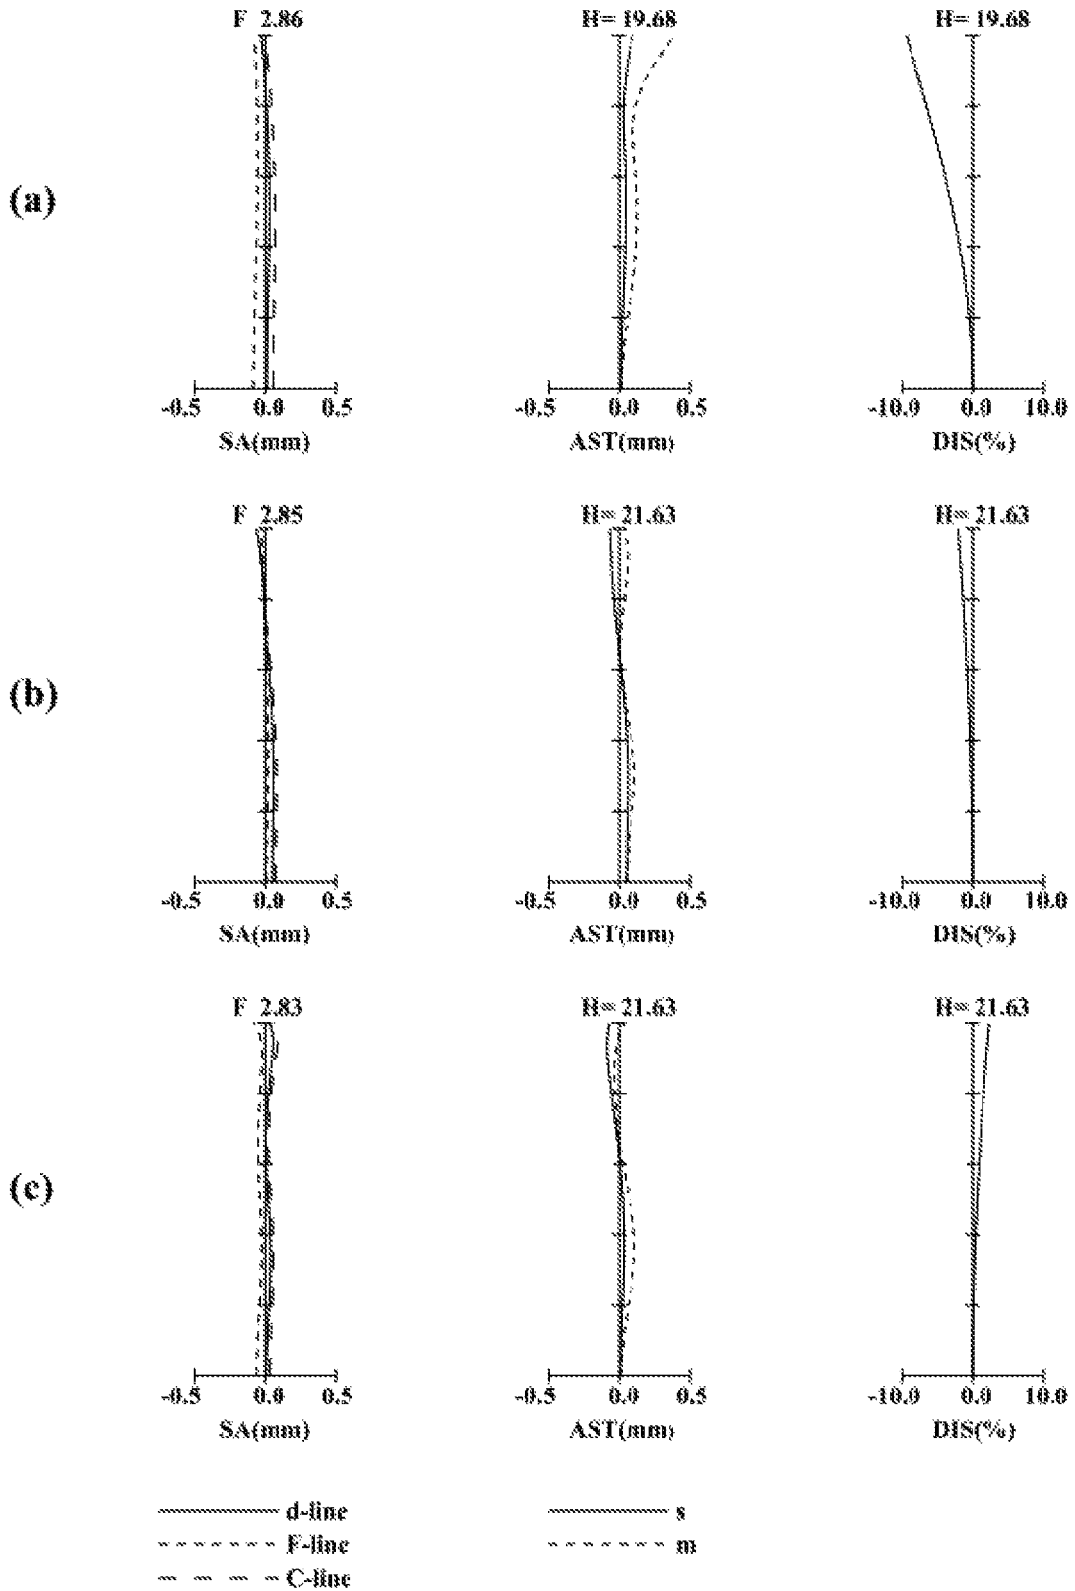 F 2.86 H= 19.68 H= 19.68
(a)
-0.5 0.0 0.5 -0.5 0.0 0.5 -10.0 0.0 10.0
SA(mm) AST(mm) DIS(%)
F 2.85 H= 21.63 H= 21.63
(b)
-0.5 0.0 0.5 -0.5 0.0 0.5 -10.0 0.0 10.0
SA(mm) AST(mm) DIS(%)
F 2.83 H= 21.63 H= 21.63
(c)
-0.5 0.0 0.5 -0.5 0.0 0.5 -10.0 0.0 10.0
SA(mm) AST(mm) DIS(%)
d-line s
F-line m
C-line